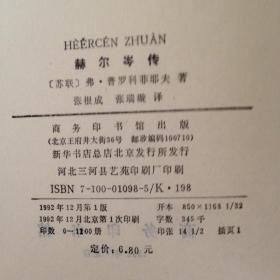 HÈĚRCÉN ZHUÀN
赫尔岑传
〔苏联〕弗·普罗科菲耶夫 著
张根成 张瑞璇 译
商务印书馆出版
(北京王府井大街36号 邮政编码100710)
新华书店总店北京发行所发行
河北三河县艺苑印刷厂印刷
ISBN 7-100-01098-5/K·198
1992年12月第1版 开本 850×1168 1/32
1992年12月北京第1次印刷 字数 345千
印数 0—1200册 印张 14 1/2 插页1
定价：6.80元